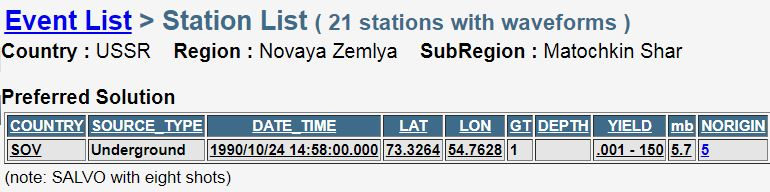 Event List > Station List ( 21 stations with waveforms )
Country : USSR Region : Novaya Zemlya SubRegion : Matochkin Shar
Preferred Solution
COUNTRY SOURCE_TYPE DATE_TIME LAT LON GT DEPTH YIELD mb NORIGIN
SOV Underground 1990/10/24 14:58:00.000 73.3264 54.7628 1 .001 - 150 5.7 5
(note: SALVO with eight shots)